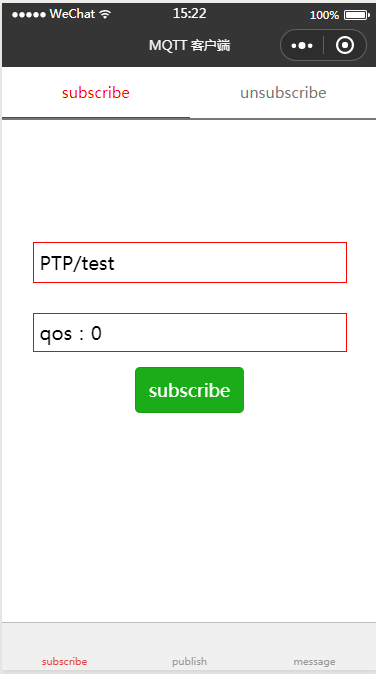 WeChat 15:22 100%
MQTT 客户端
subscribe unsubscribe
PTP/test
qos：0
subscribe
subscribe publish message